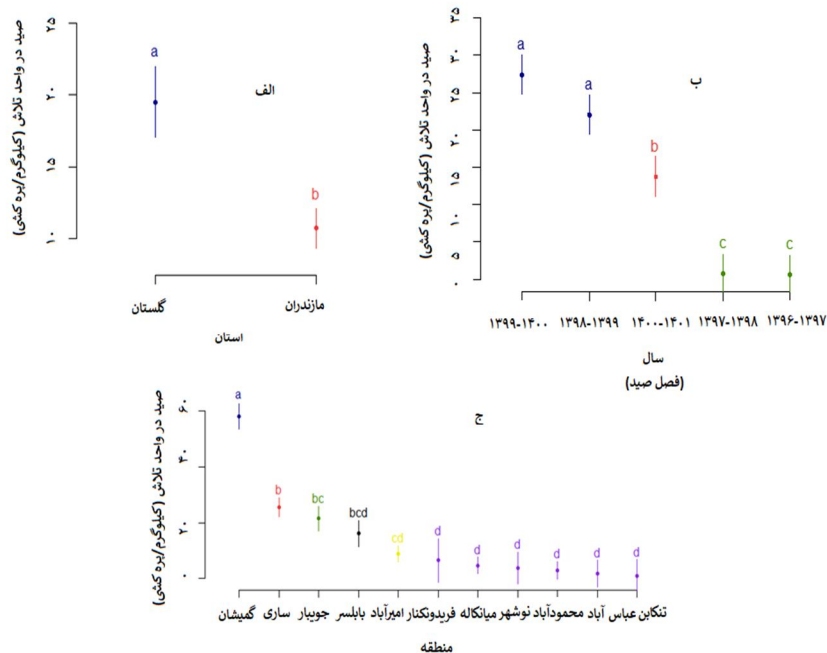 الف
صید در واحد تلاش (کیلوگرم/پره کشی)
۲۵
۲۰
۱۵
۱۰
a
b
گلستان
مازندران
استان
ب
صید در واحد تلاش (کیلوگرم/پره کشی)
۳۵
۳۰
۲۵
۲۰
۱۵
۱۰
۵
۰
a
a
b
c
c
۱۳۹۹-۱۴۰۰
۱۳۹۸-۱۳۹۹
۱۴۰۰-۱۴۰۱
۱۳۹۷-۱۳۹۸
۱۳۹۶-۱۳۹۷
سال
(فصل صید)
ج
صید در واحد تلاش (کیلوگرم/پره کشی)
۶۰
۴۰
۲۰
۰
a
b
bc
bcd
cd
d
d
d
d
d
d
گمیشان
ساری
جویبار
بابلسر
امیرآباد
فریدونکنار
میانکاله
نوشهر
محمودآباد
عباس آباد
تنکابن
منطقه